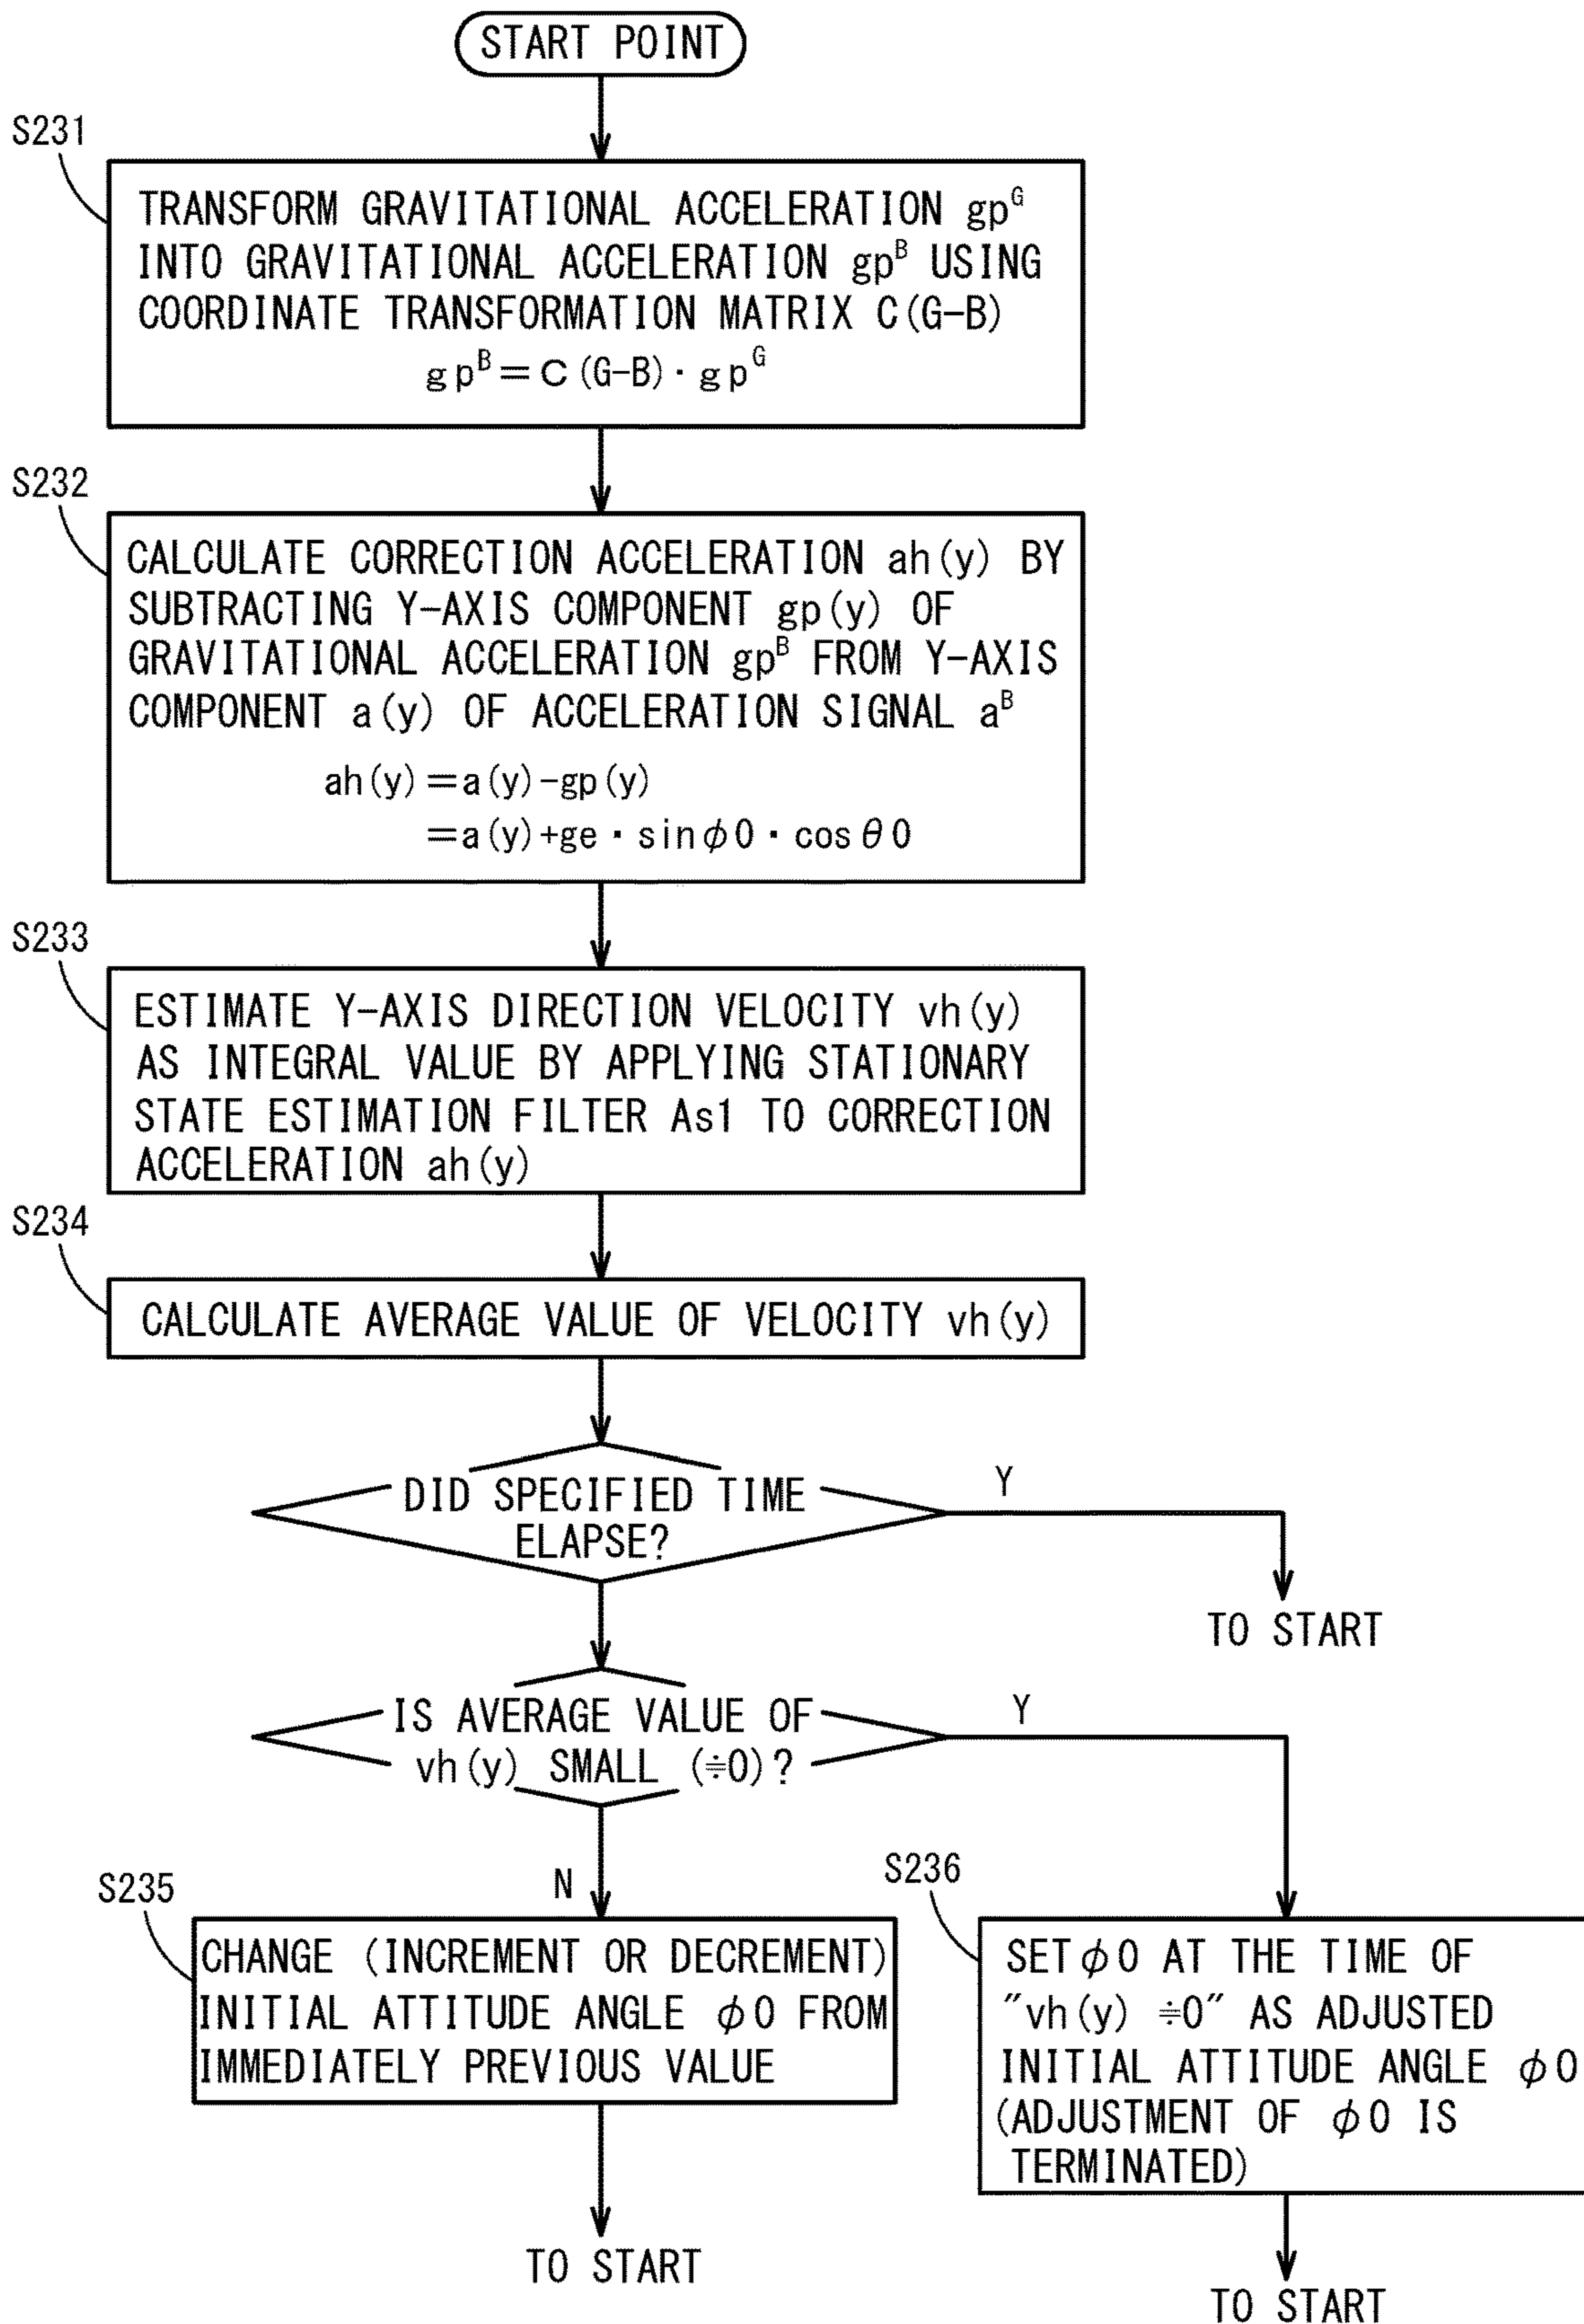 START POINT
S231
TRANSFORM GRAVITATIONAL ACCELERATION gp^G
INTO GRAVITATIONAL ACCELERATION gp^B USING
COORDINATE TRANSFORMATION MATRIX C(G-B)
gp^B=C(G-B)·gp^G
S232
CALCULATE CORRECTION ACCELERATION ah(y) BY
SUBTRACTING Y-AXIS COMPONENT gp(y) OF
GRAVITATIONAL ACCELERATION gp^B FROM Y-AXIS
COMPONENT a(y) OF ACCELERATION SIGNAL a^B
ah(y)=a(y)-gp(y)
=a(y)+ge·sinφ0·cosθ0
S233
ESTIMATE Y-AXIS DIRECTION VELOCITY vh(y)
AS INTEGRAL VALUE BY APPLYING STATIONARY
STATE ESTIMATION FILTER As1 TO CORRECTION
ACCELERATION ah(y)
S234
CALCULATE AVERAGE VALUE OF VELOCITY vh(y)
DID SPECIFIED TIME
ELAPSE?
Y
TO START
IS AVERAGE VALUE OF
vh(y) SMALL (≑0)?
Y
N
S235
CHANGE (INCREMENT OR DECREMENT)
INITIAL ATTITUDE ANGLE φ0 FROM
IMMEDIATELY PREVIOUS VALUE
TO START
S236
SET φ0 AT THE TIME OF
"vh(y) ≑0" AS ADJUSTED
INITIAL ATTITUDE ANGLE φ0
(ADJUSTMENT OF φ0 IS
TERMINATED)
TO START